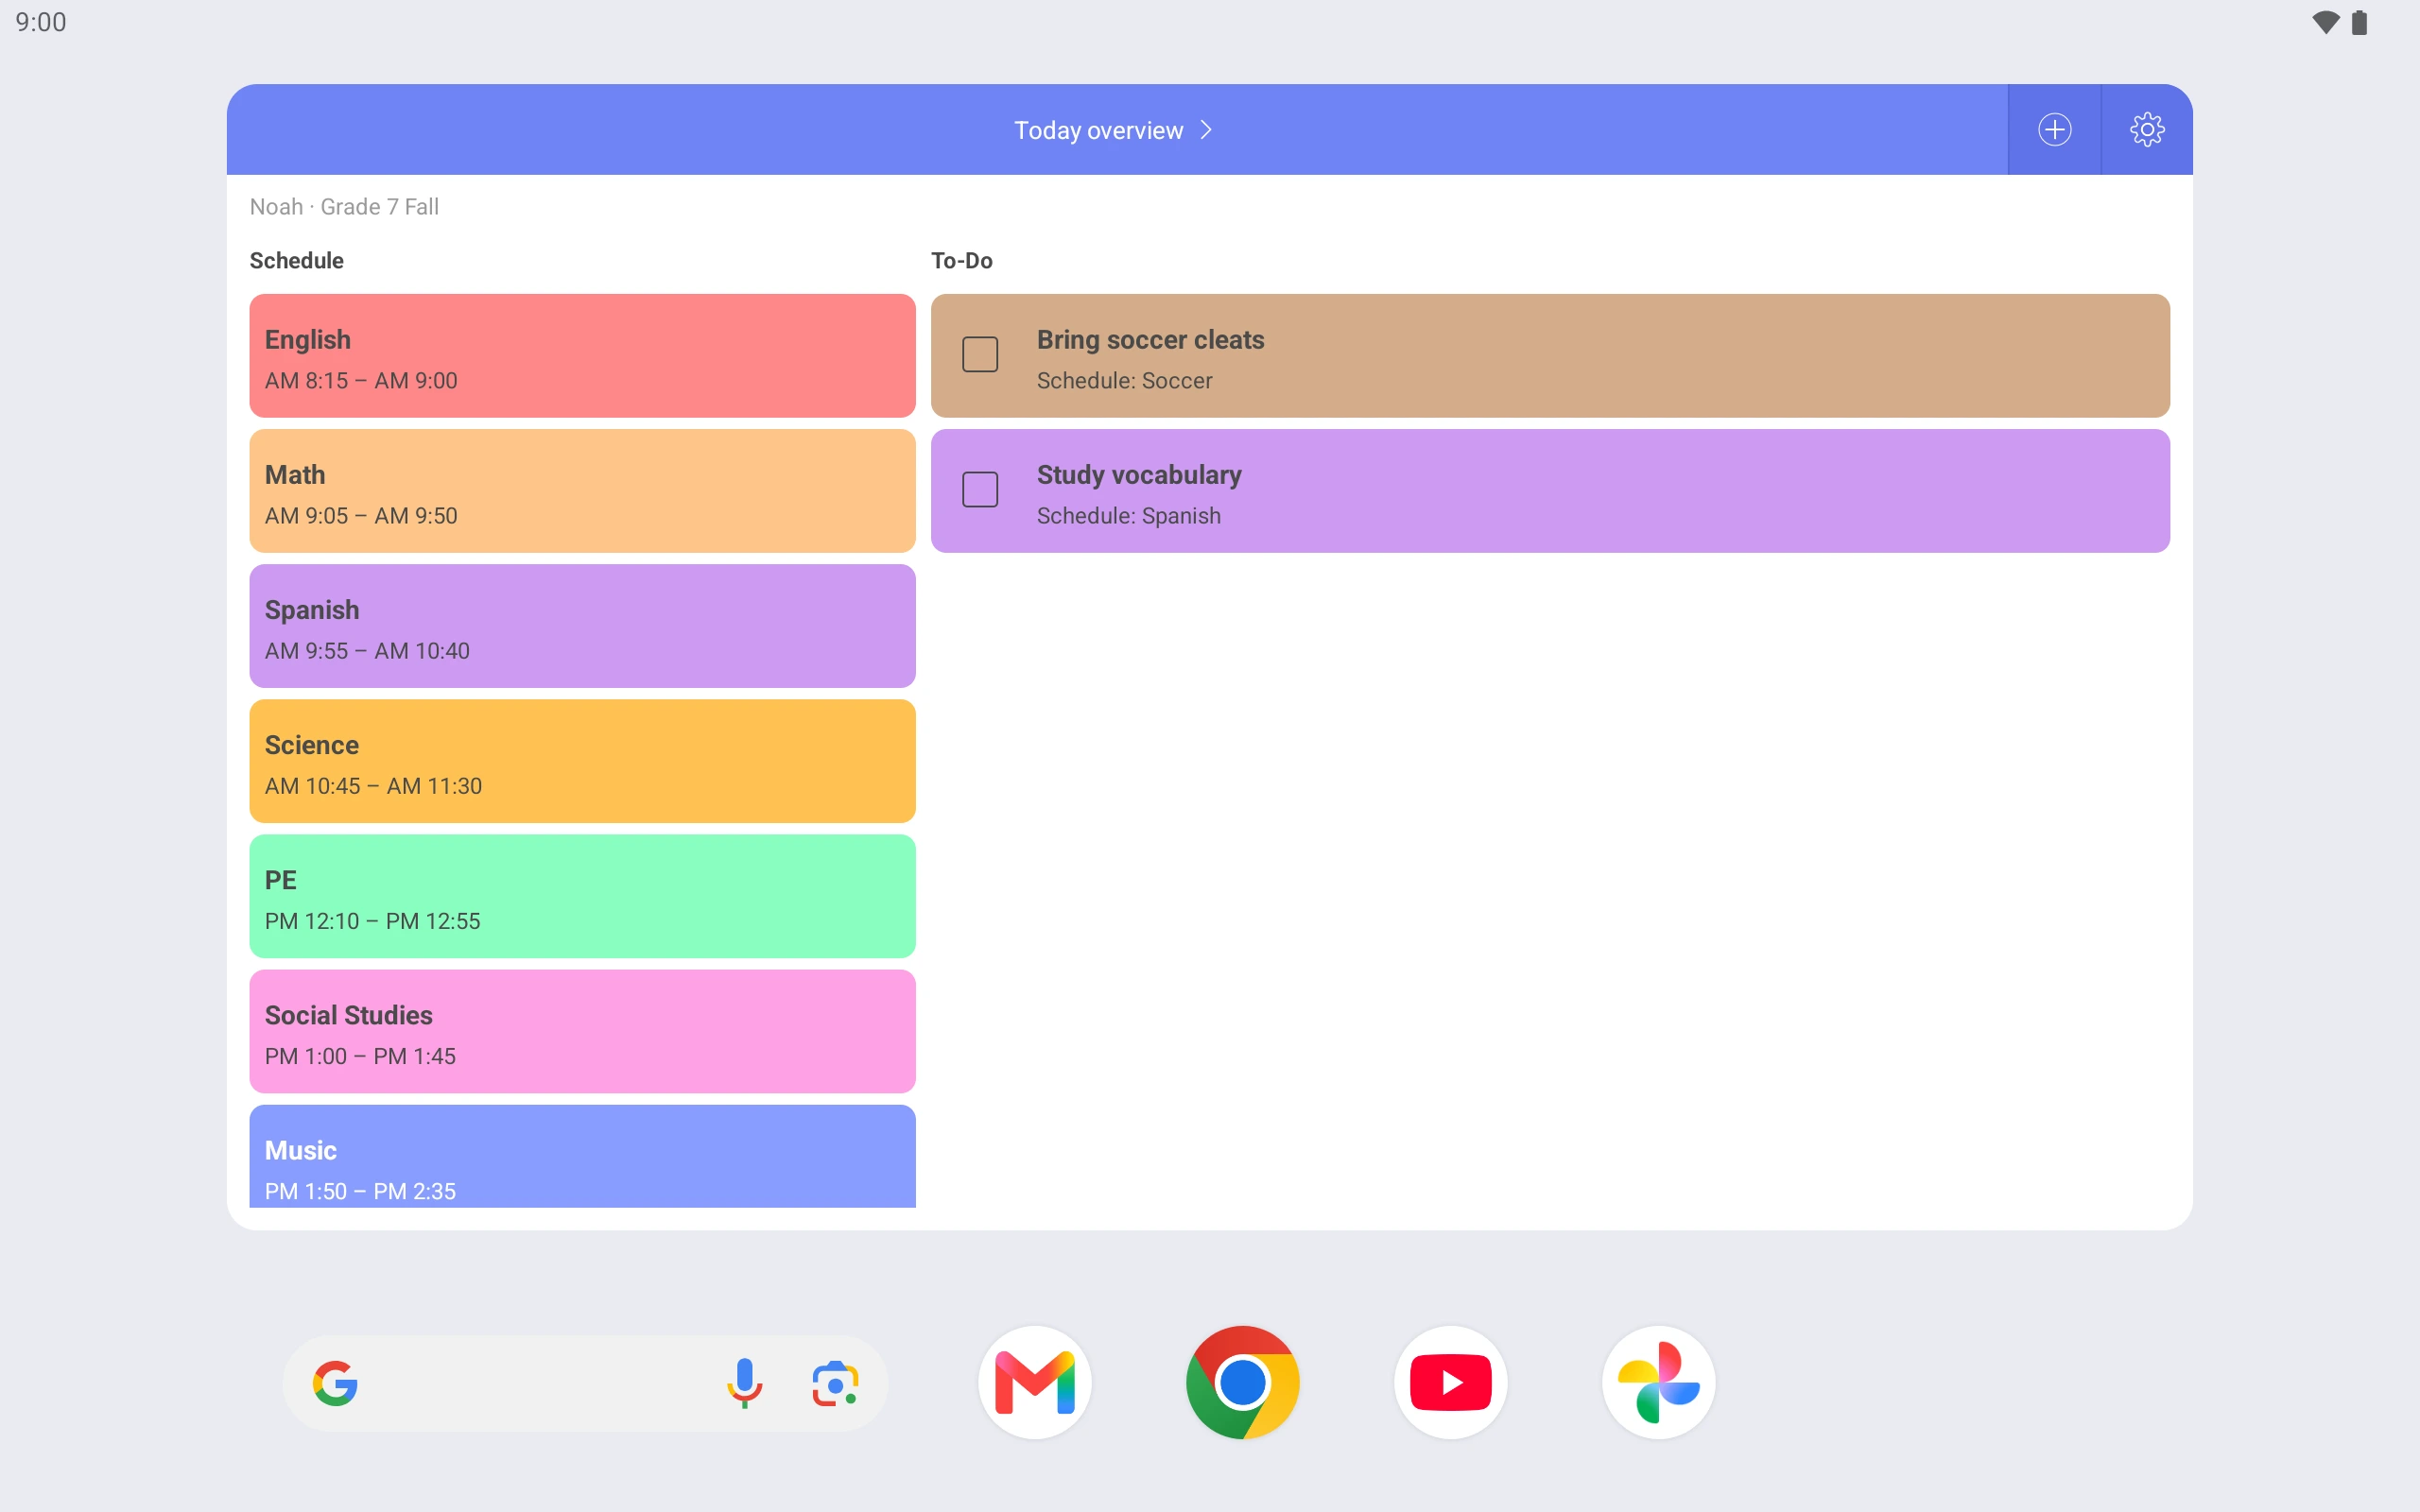 9:00
Today overview
Noah · Grade 7 Fall
Schedule
English
AM 8:15 – AM 9:00
Math
AM 9:05 – AM 9:50
Spanish
AM 9:55 – AM 10:40
Science
AM 10:45 – AM 11:30
PE
PM 12:10 – PM 12:55
Social Studies
PM 1:00 – PM 1:45
Music
PM 1:50 – PM 2:35
To-Do
Bring soccer cleats
Schedule: Soccer
Study vocabulary
Schedule: Spanish